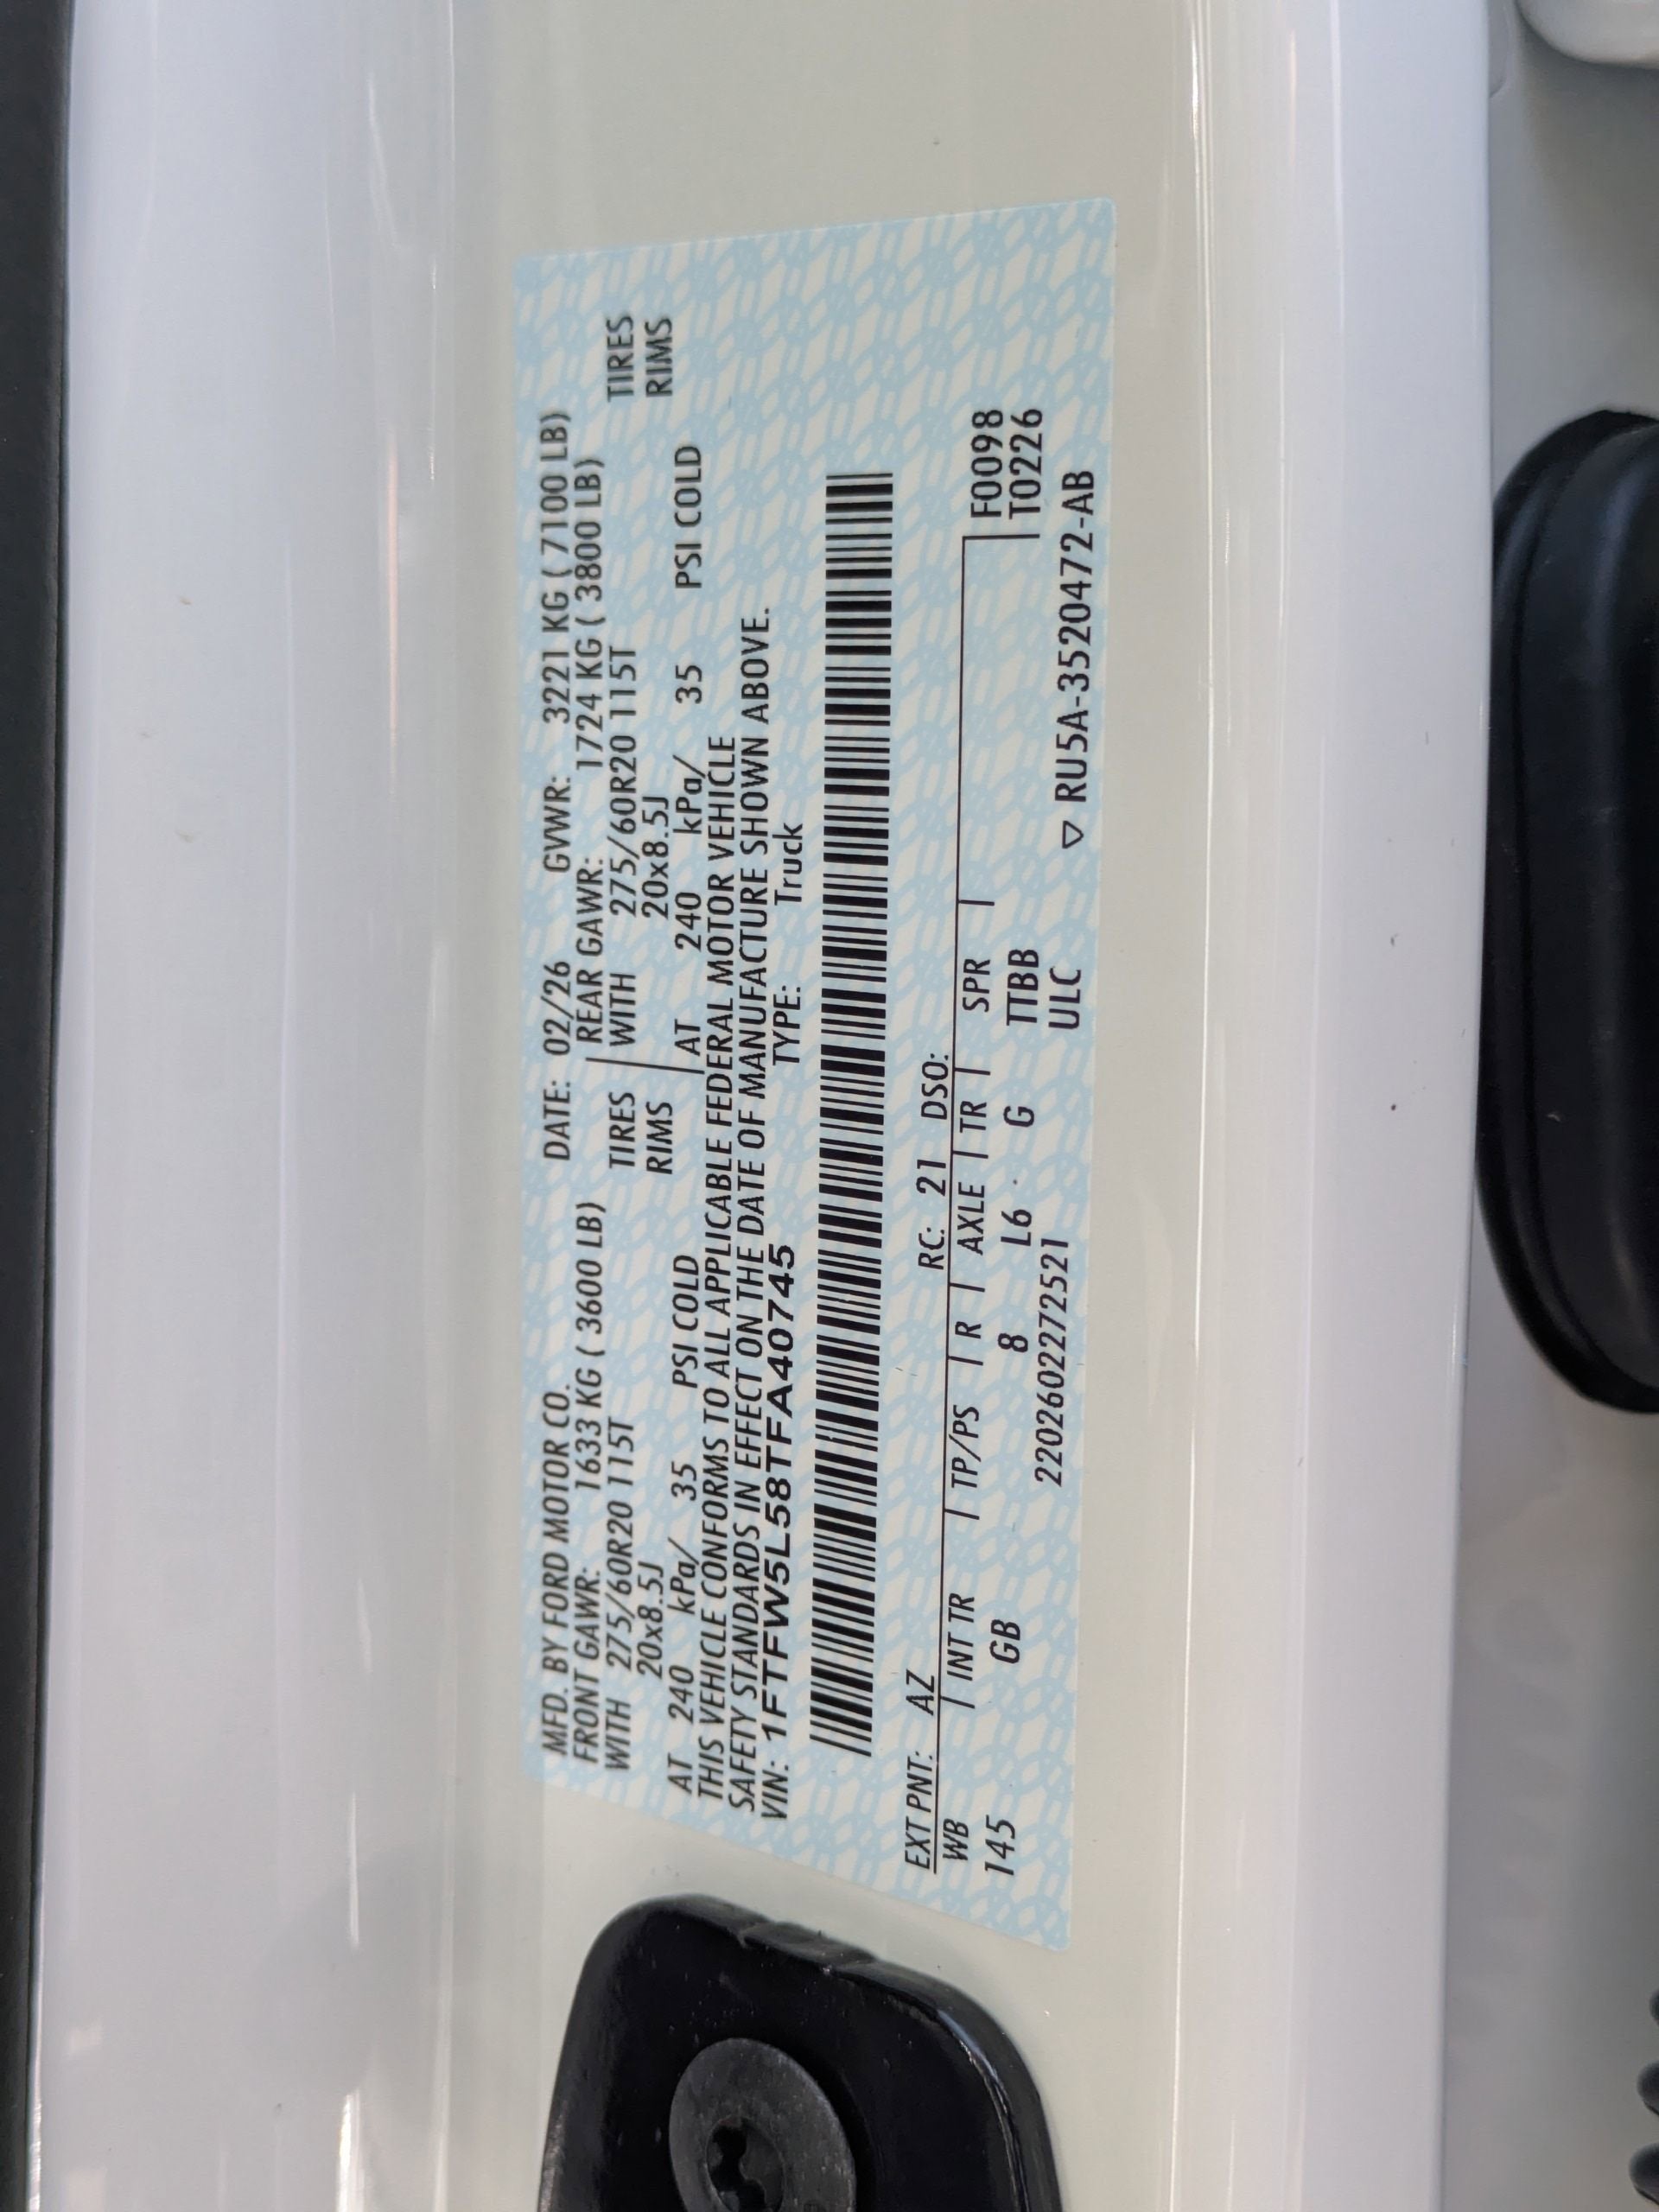 MFD. BY FORD MOTOR CO. DATE: 02/26 GVWR: 3221 KG ( 7100 LB)
FRONT GAWR: 1633 KG ( 3600 LB) REAR GAWR: 1724 KG ( 3800 LB)
WITH 275/60R20 115T TIRES WITH 275/60R20 115T TIRES
20x8.5J RIMS 20x8.5J RIMS
AT 240 kPa/ 35 PSI COLD AT 240 kPa/ 35 PSI COLD
THIS VEHICLE CONFORMS TO ALL APPLICABLE FEDERAL MOTOR VEHICLE
SAFETY STANDARDS IN EFFECT ON THE DATE OF MANUFACTURE SHOWN ABOVE.
VIN: 1FTFW5L58TFA40745 TYPE: Truck
EXT PNT: AZ RC: 21 DSO:
WB | INT TR | TP/PS | R | AXLE | TR | SPR | F0098
145 GB 8 L6 G TTBB T0226
2202602272521 ULC ▽ RU5A-3520472-AB